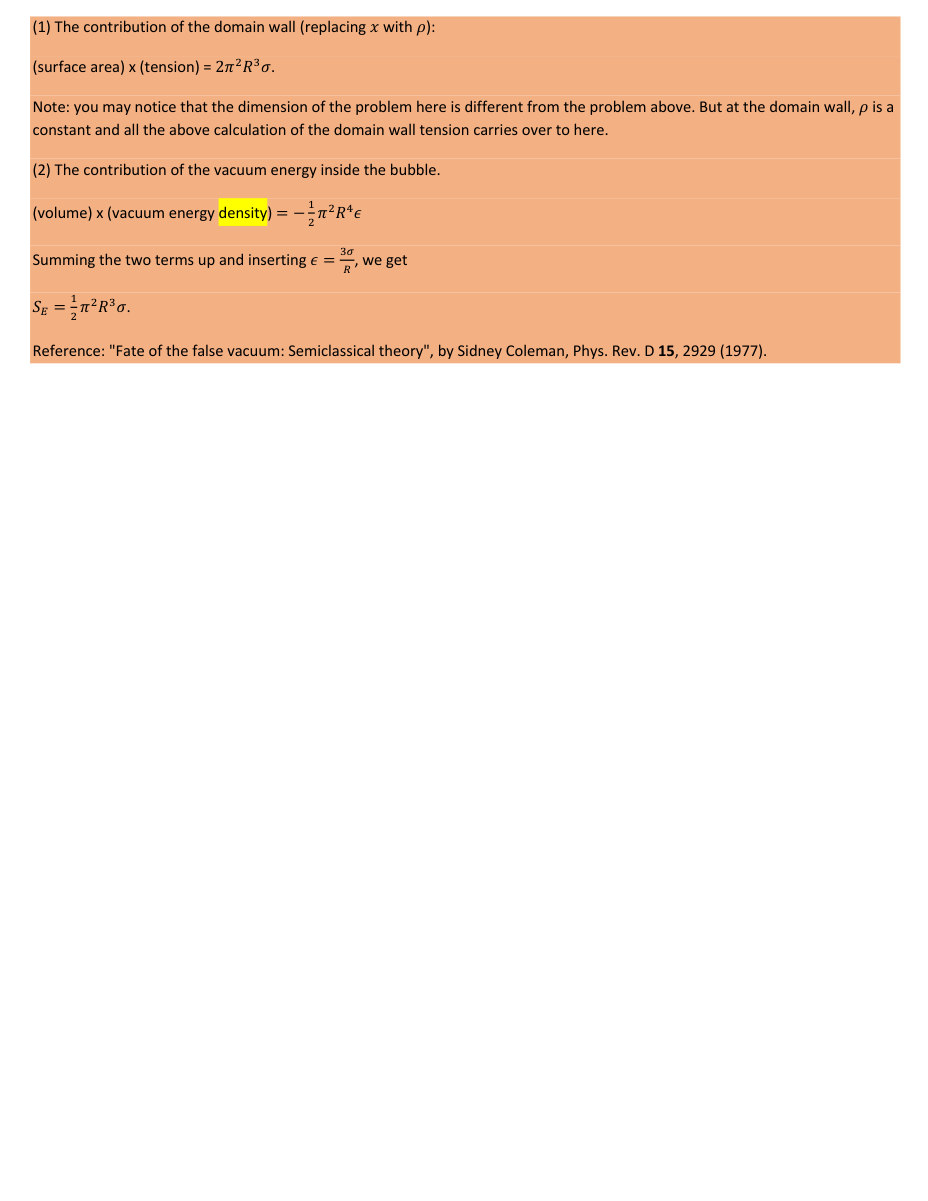 (1) The contribution of the domain wall (replacing 𝑥 with 𝜌):
(surface area) x (tension) = 2𝜋²𝑅³𝜎.
Note: you may notice that the dimension of the problem here is different from the problem above. But at the domain wall, 𝜌 is a
constant and all the above calculation of the domain wall tension carries over to here.
(2) The contribution of the vacuum energy inside the bubble.
(volume) x (vacuum energy density) = −1/2 𝜋²𝑅⁴𝜖
Summing the two terms up and inserting 𝜖 = 3𝜎/𝑅, we get
𝑆_𝐸 = 1/2 𝜋²𝑅³𝜎.
Reference: "Fate of the false vacuum: Semiclassical theory", by Sidney Coleman, Phys. Rev. D 15, 2929 (1977).